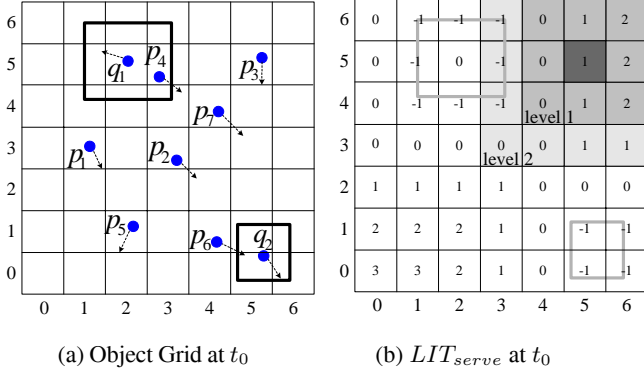 6
5
q1 p4 p3
4
p7
3
p1 p2
2
p5
1
p6 q2
0
0 1 2 3 4 5 6
(a) Object Grid at t0
6 0 -1 -1 -1 0 1 2
5 0 -1 0 -1 0 1 2
4 0 -1 -1 -1 0 1 2
level 1
3 0 0 0 0 0 1 1
level 2
2 1 1 1 1 0 0 0
1 2 2 2 1 0 -1 -1
0 3 3 2 1 0 -1 -1
0 1 2 3 4 5 6
(b) LITserve at t0